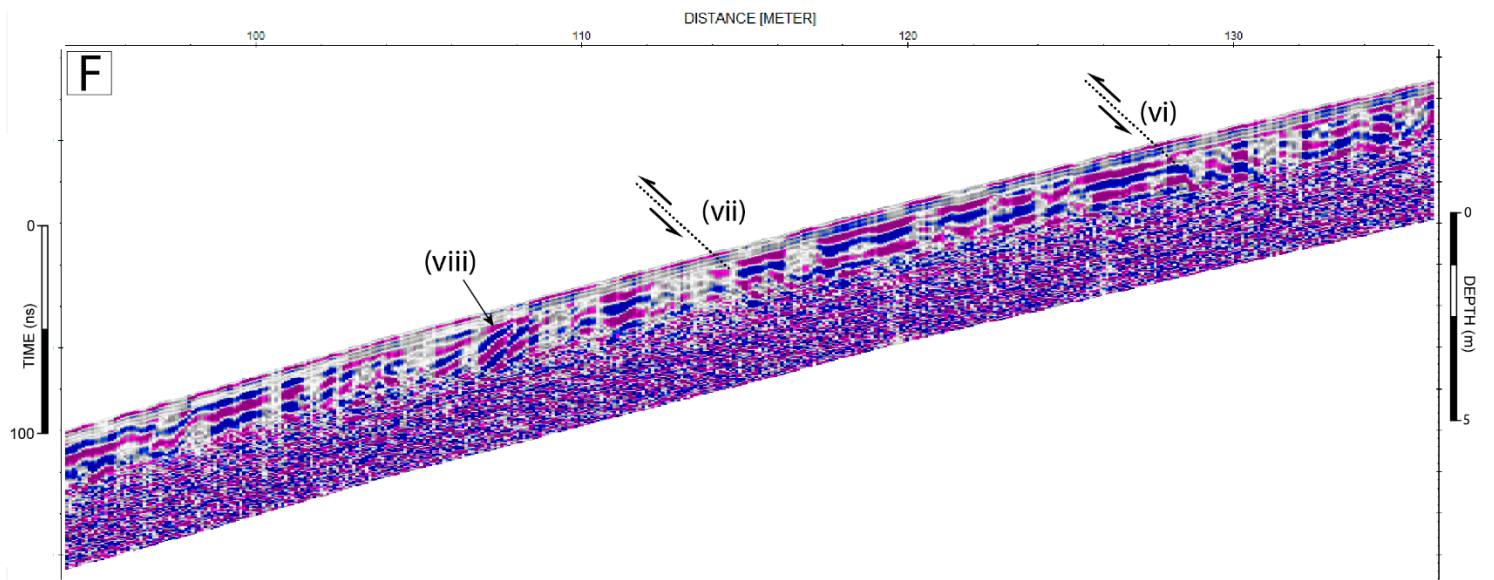 DISTANCE [METER]
100 110 120 130
F
(vi)
(vii)
(viii)
0
100
TIME (ns)
0
5
DEPTH (m)